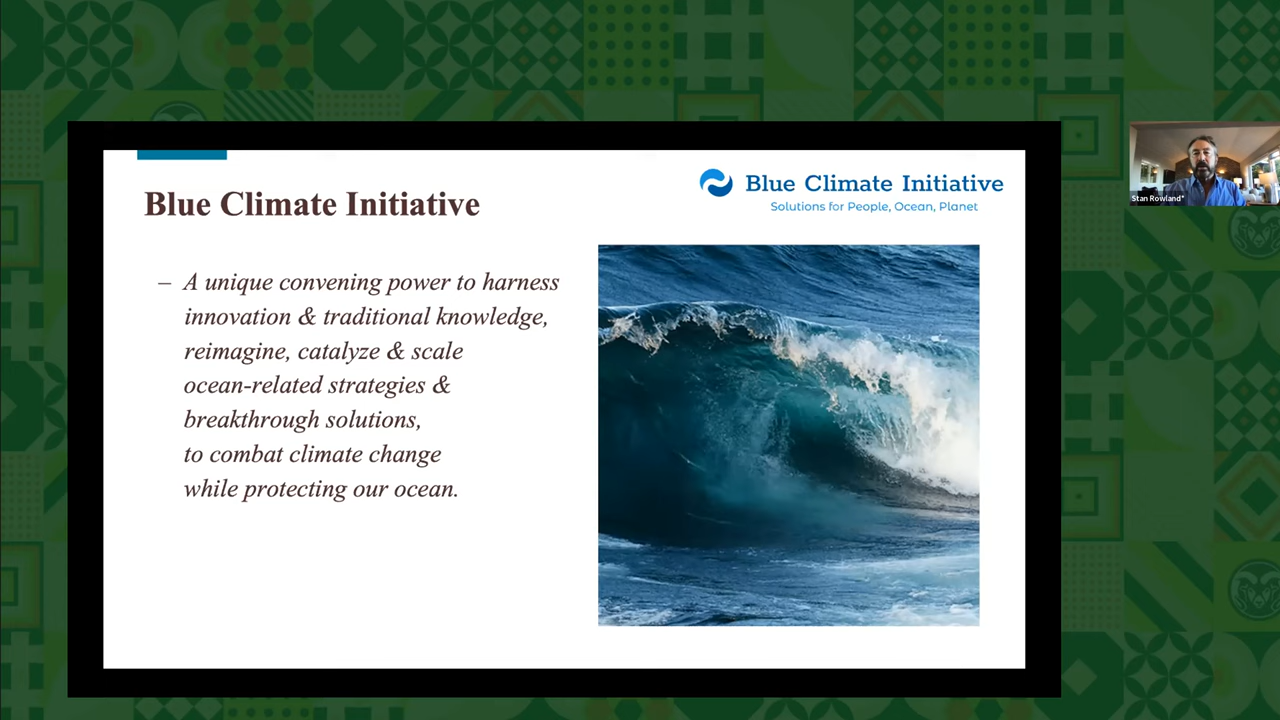 Blue Climate Initiative
Blue Climate Initiative
Solutions for People, Ocean, Planet
– A unique convening power to harness
innovation & traditional knowledge,
reimagine, catalyze & scale
ocean-related strategies &
breakthrough solutions,
to combat climate change
while protecting our ocean.
Stan Rowland*